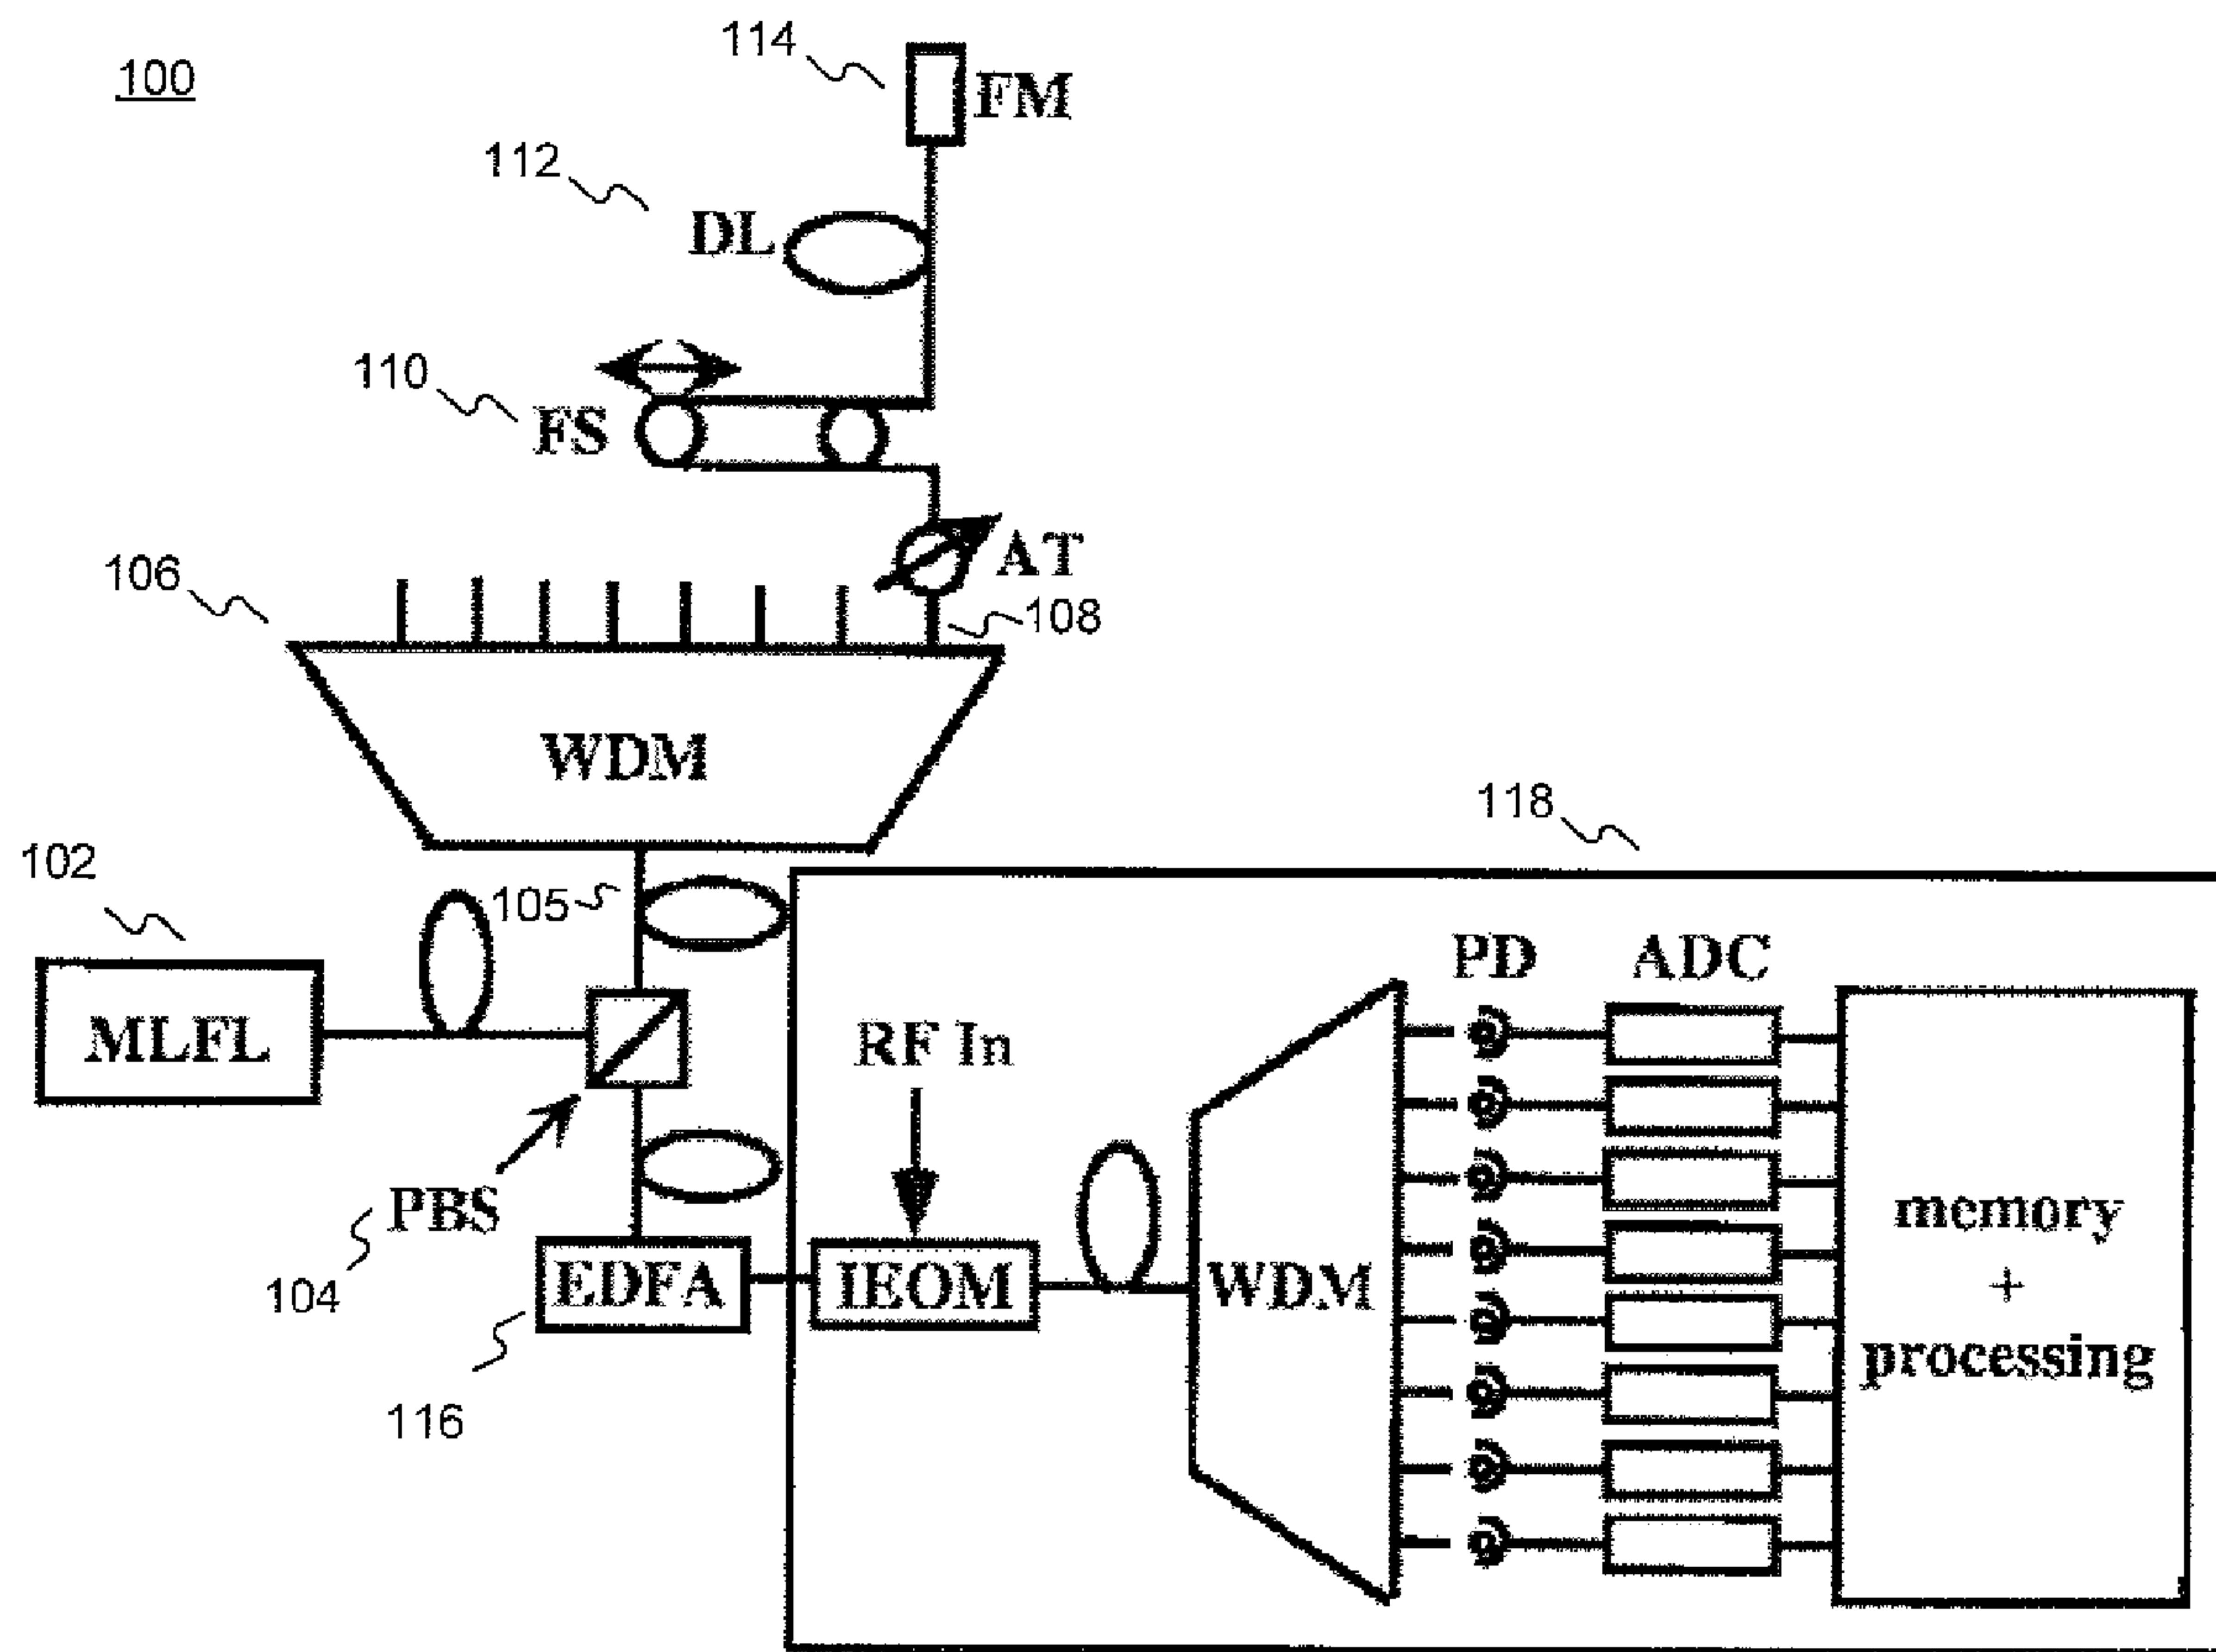 100
114
FM
112
DL
110
FS
AT
106
108
WDM
118
102
105
PD
ADC
MLFL
RF In
PBS
104
EDFA
IEOM
WDM
memory
+
processing
116